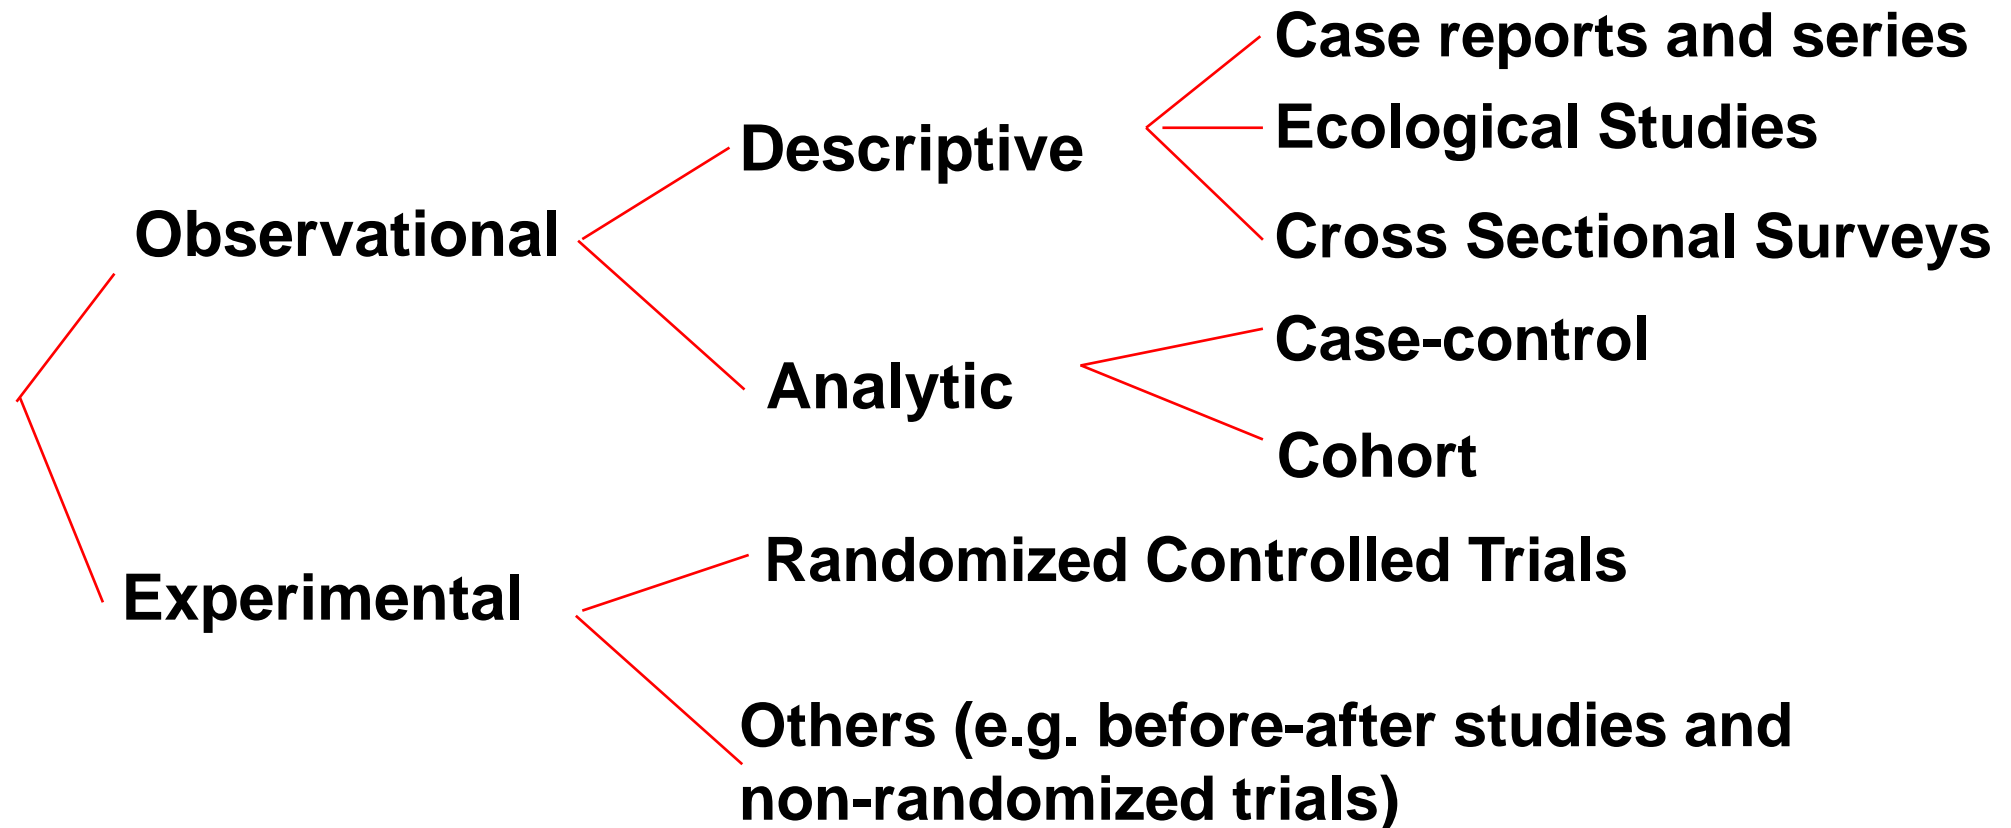 Case reports and series
Ecological Studies
Descriptive
Observational
Cross Sectional Surveys
Case-control
Analytic
Cohort
Randomized Controlled Trials
Experimental
Others (e.g. before-after studies and
non-randomized trials)